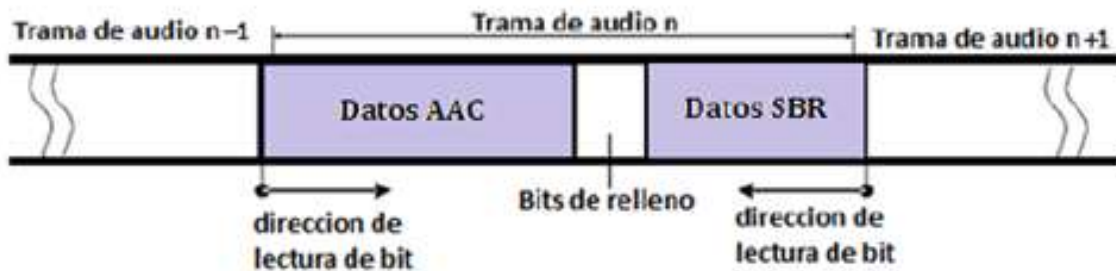 Trama de audio n-1
Trama de audio n
Trama de audio n+1
Datos AAC
Datos SBR
Bits de relleno
direccion de
lectura de bit
direccion de
lectura de bit